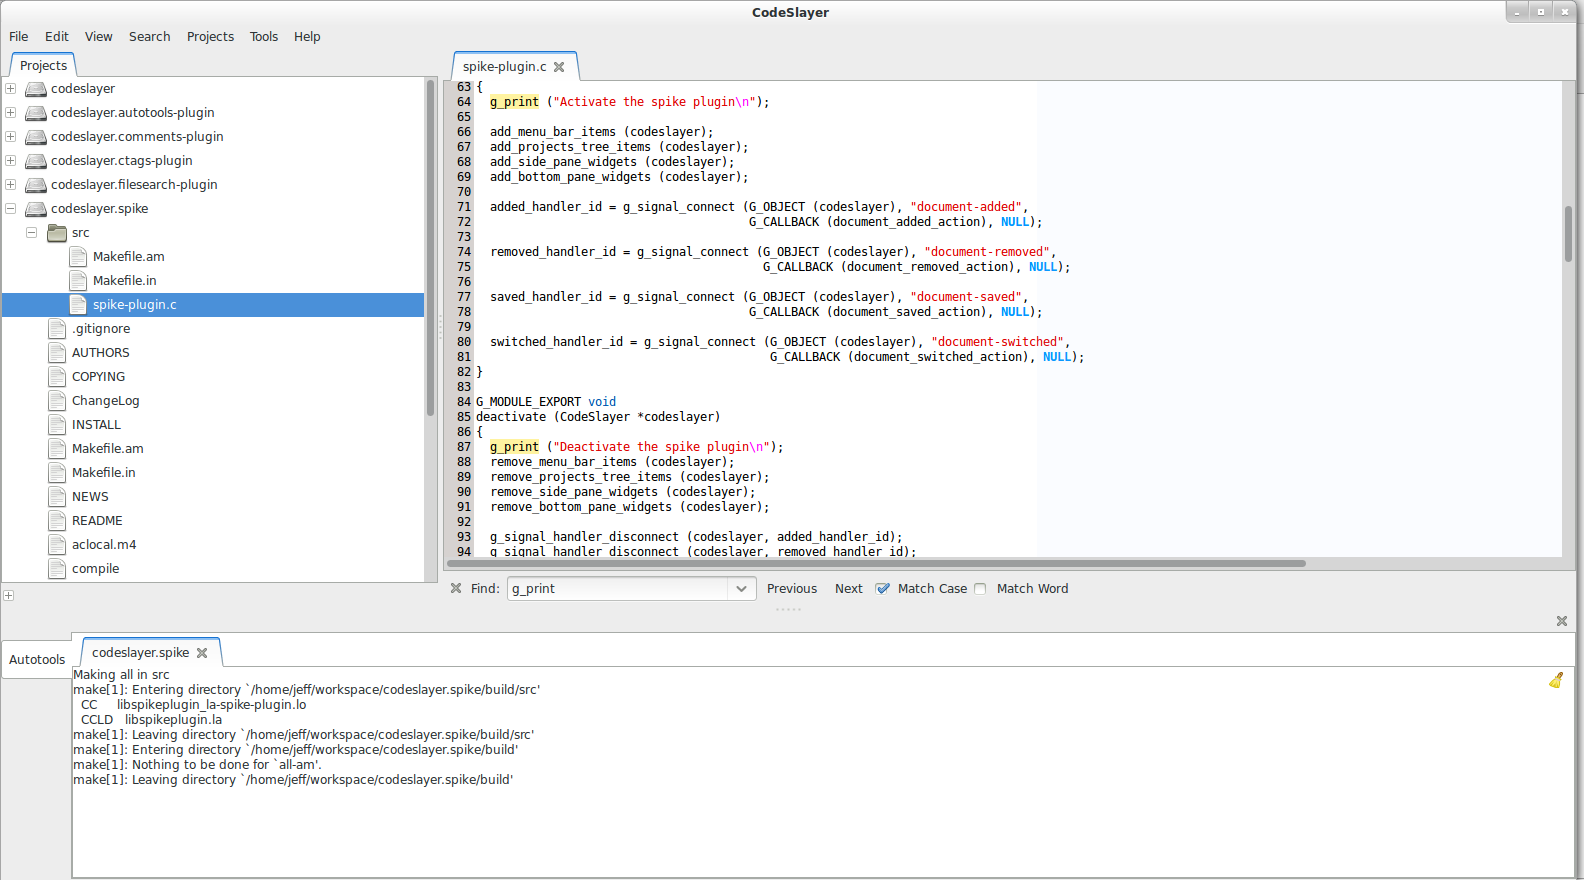 CodeSlayer
File Edit View Search Projects Tools Help
Projects
codeslayer
codeslayer.autotools-plugin
codeslayer.comments-plugin
codeslayer.ctags-plugin
codeslayer.filesearch-plugin
codeslayer.spike
src
Makefile.am
Makefile.in
spike-plugin.c
.gitignore
AUTHORS
COPYING
ChangeLog
INSTALL
Makefile.am
Makefile.in
NEWS
README
aclocal.m4
compile
spike-plugin.c
63 {
64   g_print ("Activate the spike plugin\n");
65
66   add_menu_bar_items (codeslayer);
67   add_projects_tree_items (codeslayer);
68   add_side_pane_widgets (codeslayer);
69   add_bottom_pane_widgets (codeslayer);
70
71   added_handler_id = g_signal_connect (G_OBJECT (codeslayer), "document-added",
72                                        G_CALLBACK (document_added_action), NULL);
73
74   removed_handler_id = g_signal_connect (G_OBJECT (codeslayer), "document-removed",
75                                          G_CALLBACK (document_removed_action), NULL);
76
77   saved_handler_id = g_signal_connect (G_OBJECT (codeslayer), "document-saved",
78                                        G_CALLBACK (document_saved_action), NULL);
79
80   switched_handler_id = g_signal_connect (G_OBJECT (codeslayer), "document-switched",
81                                           G_CALLBACK (document_switched_action), NULL);
82 }
83
84 G_MODULE_EXPORT void
85 deactivate (CodeSlayer *codeslayer)
86 {
87   g_print ("Deactivate the spike plugin\n");
88   remove_menu_bar_items (codeslayer);
89   remove_projects_tree_items (codeslayer);
90   remove_side_pane_widgets (codeslayer);
91   remove_bottom_pane_widgets (codeslayer);
92
93   g_signal_handler_disconnect (codeslayer, added_handler_id);
94   g_signal_handler_disconnect (codeslayer, removed_handler_id);
Find: g_print Previous Next Match Case Match Word
Autotools
codeslayer.spike
Making all in src
make[1]: Entering directory `/home/jeff/workspace/codeslayer.spike/build/src'
  CC     libspikeplugin_la-spike-plugin.lo
  CCLD   libspikeplugin.la
make[1]: Leaving directory `/home/jeff/workspace/codeslayer.spike/build/src'
make[1]: Entering directory `/home/jeff/workspace/codeslayer.spike/build'
make[1]: Nothing to be done for `all-am'.
make[1]: Leaving directory `/home/jeff/workspace/codeslayer.spike/build'